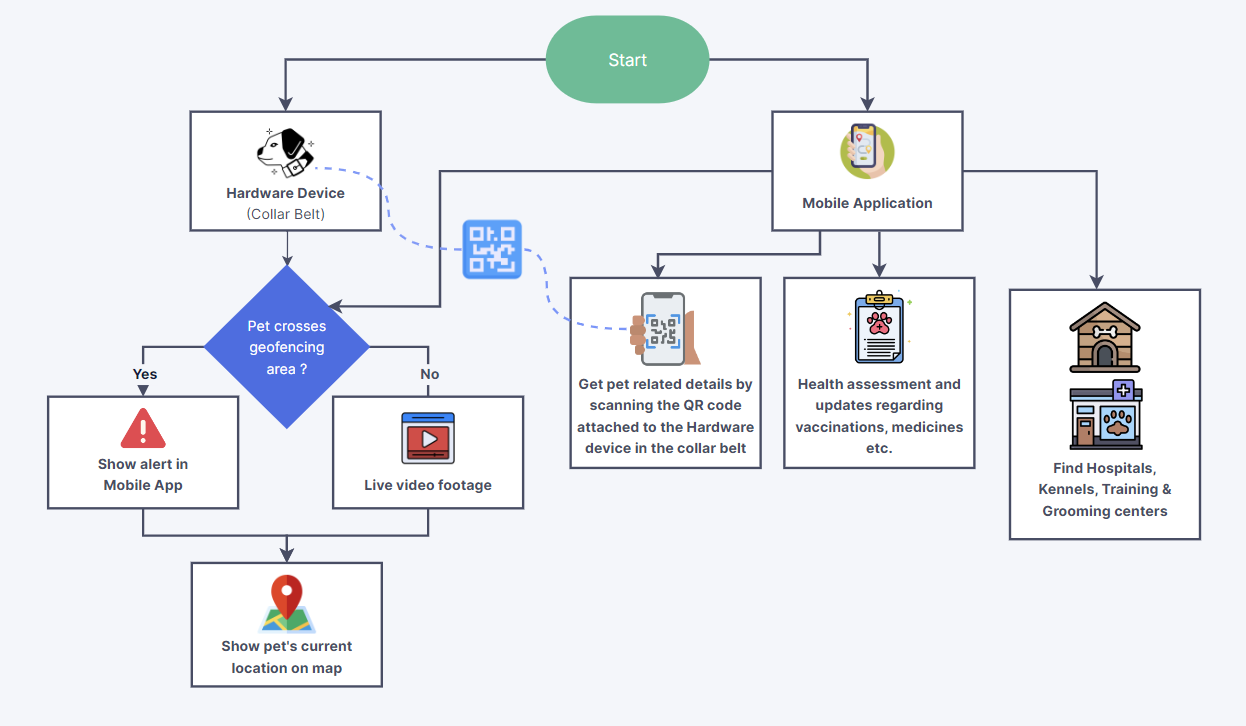 Start
Hardware Device
(Collar Belt)
Mobile Application
Pet crosses
geofencing
area ?
Yes
No
Show alert in
Mobile App
Live video footage
Get pet related details by
scanning the QR code
attached to the Hardware
device in the collar belt
Health assessment and
updates regarding
vaccinations, medicines
etc.
Find Hospitals,
Kennels, Training &
Grooming centers
Show pet's current
location on map